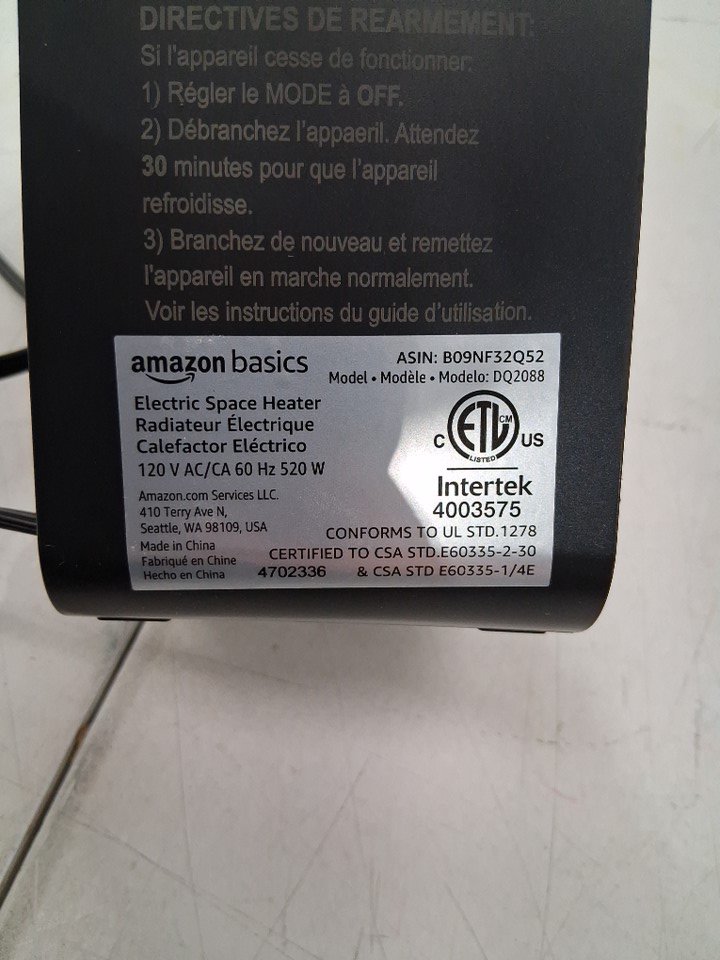 DIRECTIVES DE REARMEMENT:
Si l'appareil cesse de fonctionner:
1) Régler le MODE à OFF.
2) Débranchez l'appaeril. Attendez
30 minutes pour que l'appareil
refroidisse.
3) Branchez de nouveau et remettez
l'appareil en marche normalement.
Voir les instructions du guide d'utilisation.
amazon basics
ASIN: B09NF32Q52
Model • Modèle • Modelo: DQ2088
Electric Space Heater
Radiateur Électrique
Calefactor Eléctrico
120 V AC/CA 60 Hz 520 W
Amazon.com Services LLC.
410 Terry Ave N,
Seattle, WA 98109, USA
Made in China
Fabriqué en Chine
Hecho en China
4702336
C ETL CM US
LISTED
Intertek
4003575
CONFORMS TO UL STD.1278
CERTIFIED TO CSA STD.E60335-2-30
& CSA STD E60335-1/4E